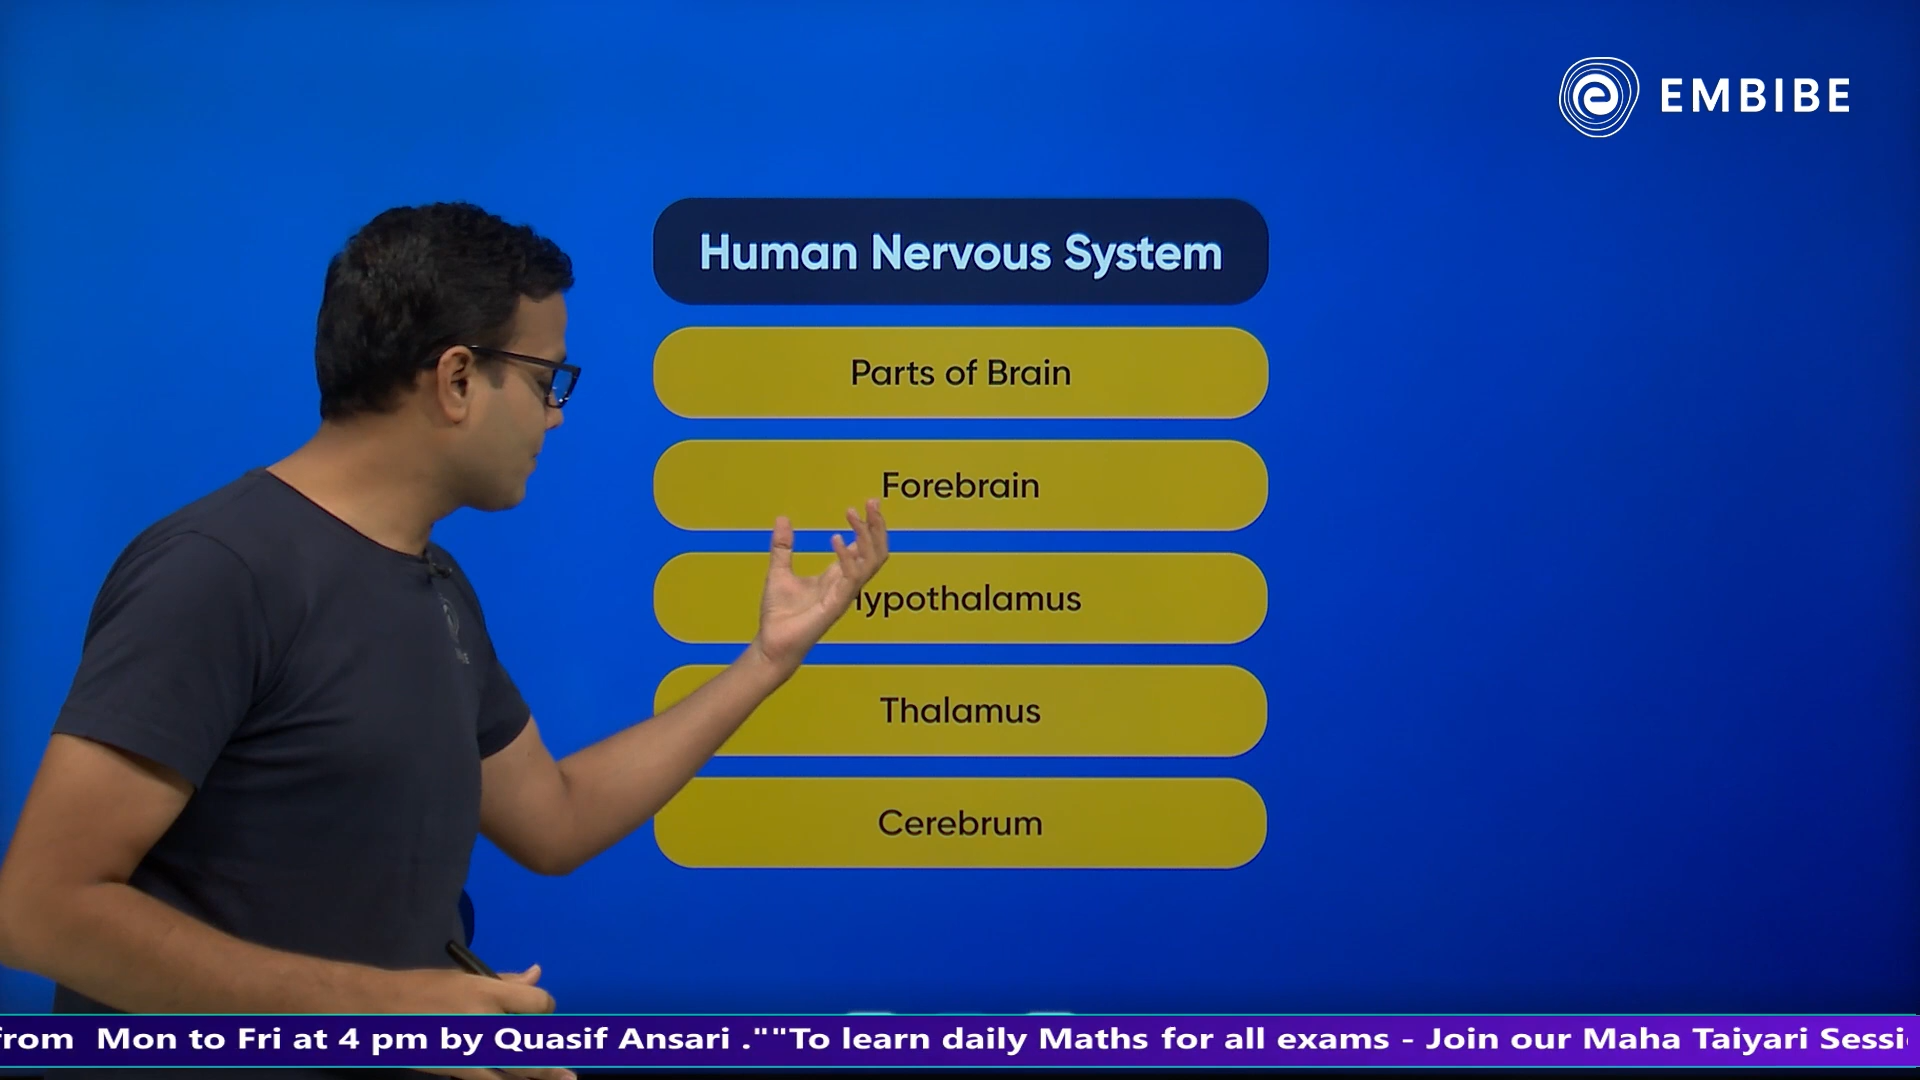 EMBIBE
Human Nervous System
Parts of Brain
Forebrain
ypothalamus
Thalamus
Cerebrum
from Mon to Fri at 4 pm by Quasif Ansari .""To learn daily Maths for all exams - Join our Maha Taiyari Sessi